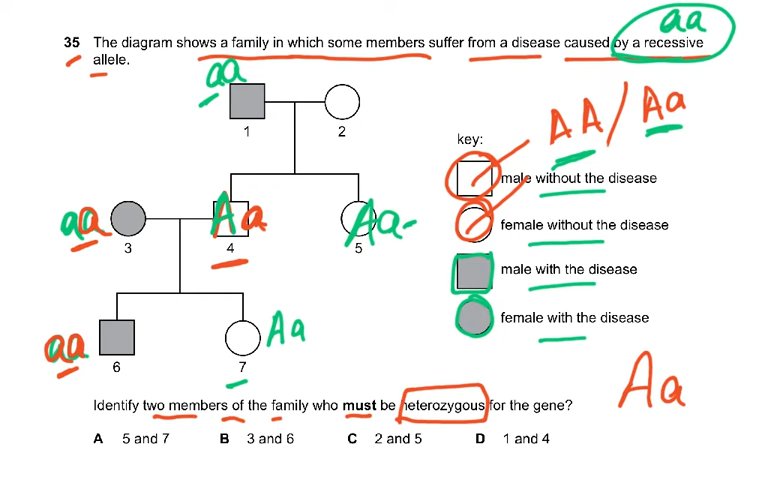 aa
35 The diagram shows a family in which some members suffer from a disease caused by a recessive
allele.
aa
1
2
AA/Aa
key:
male without the disease
female without the disease
male with the disease
female with the disease
aa
3
Aa
4
Aa
5
aa
6
Aa
7
Aa
Identify two members of the family who must be heterozygous for the gene?
A 5 and 7 B 3 and 6 C 2 and 5 D 1 and 4